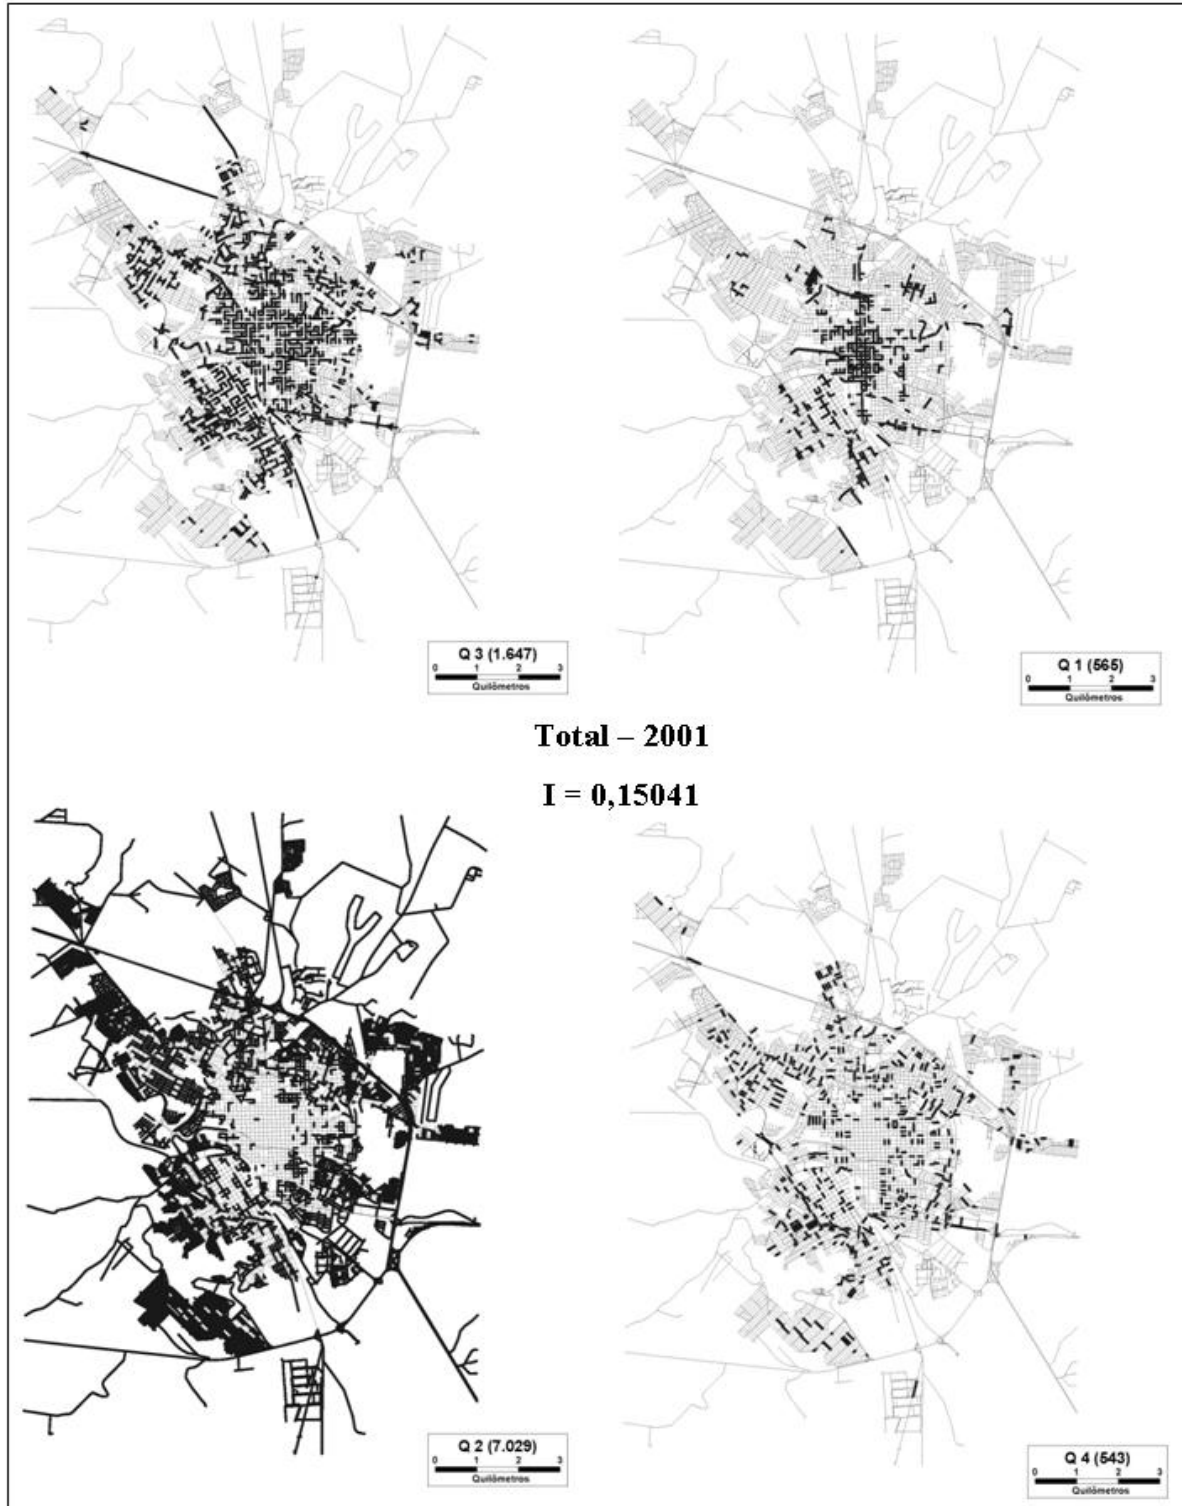 Q 3 (1.647)
0 1 2 3
Quilômetros
Q 1 (565)
0 1 2 3
Quilômetros
Total – 2001
I = 0,15041
Q 2 (7.029)
0 1 2 3
Quilômetros
Q 4 (543)
0 1 2 3
Quilômetros